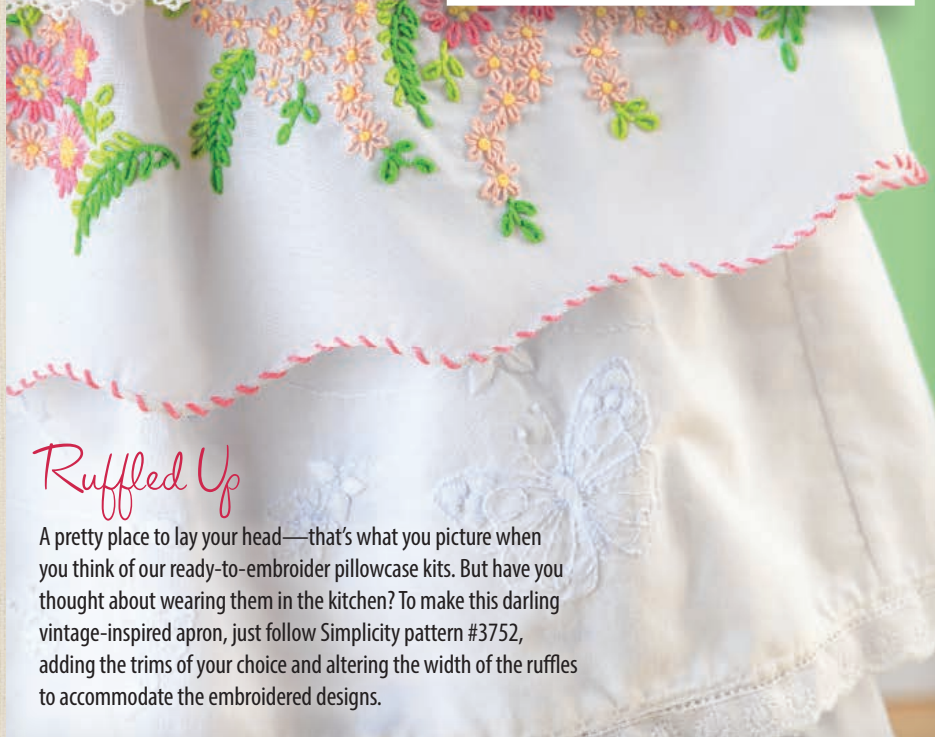 Ruffled Up
A pretty place to lay your head—that’s what you picture when
you think of our ready-to-embroider pillowcase kits. But have you
thought about wearing them in the kitchen? To make this darling
vintage-inspired apron, just follow Simplicity pattern #3752,
adding the trims of your choice and altering the width of the ruffles
to accommodate the embroidered designs.